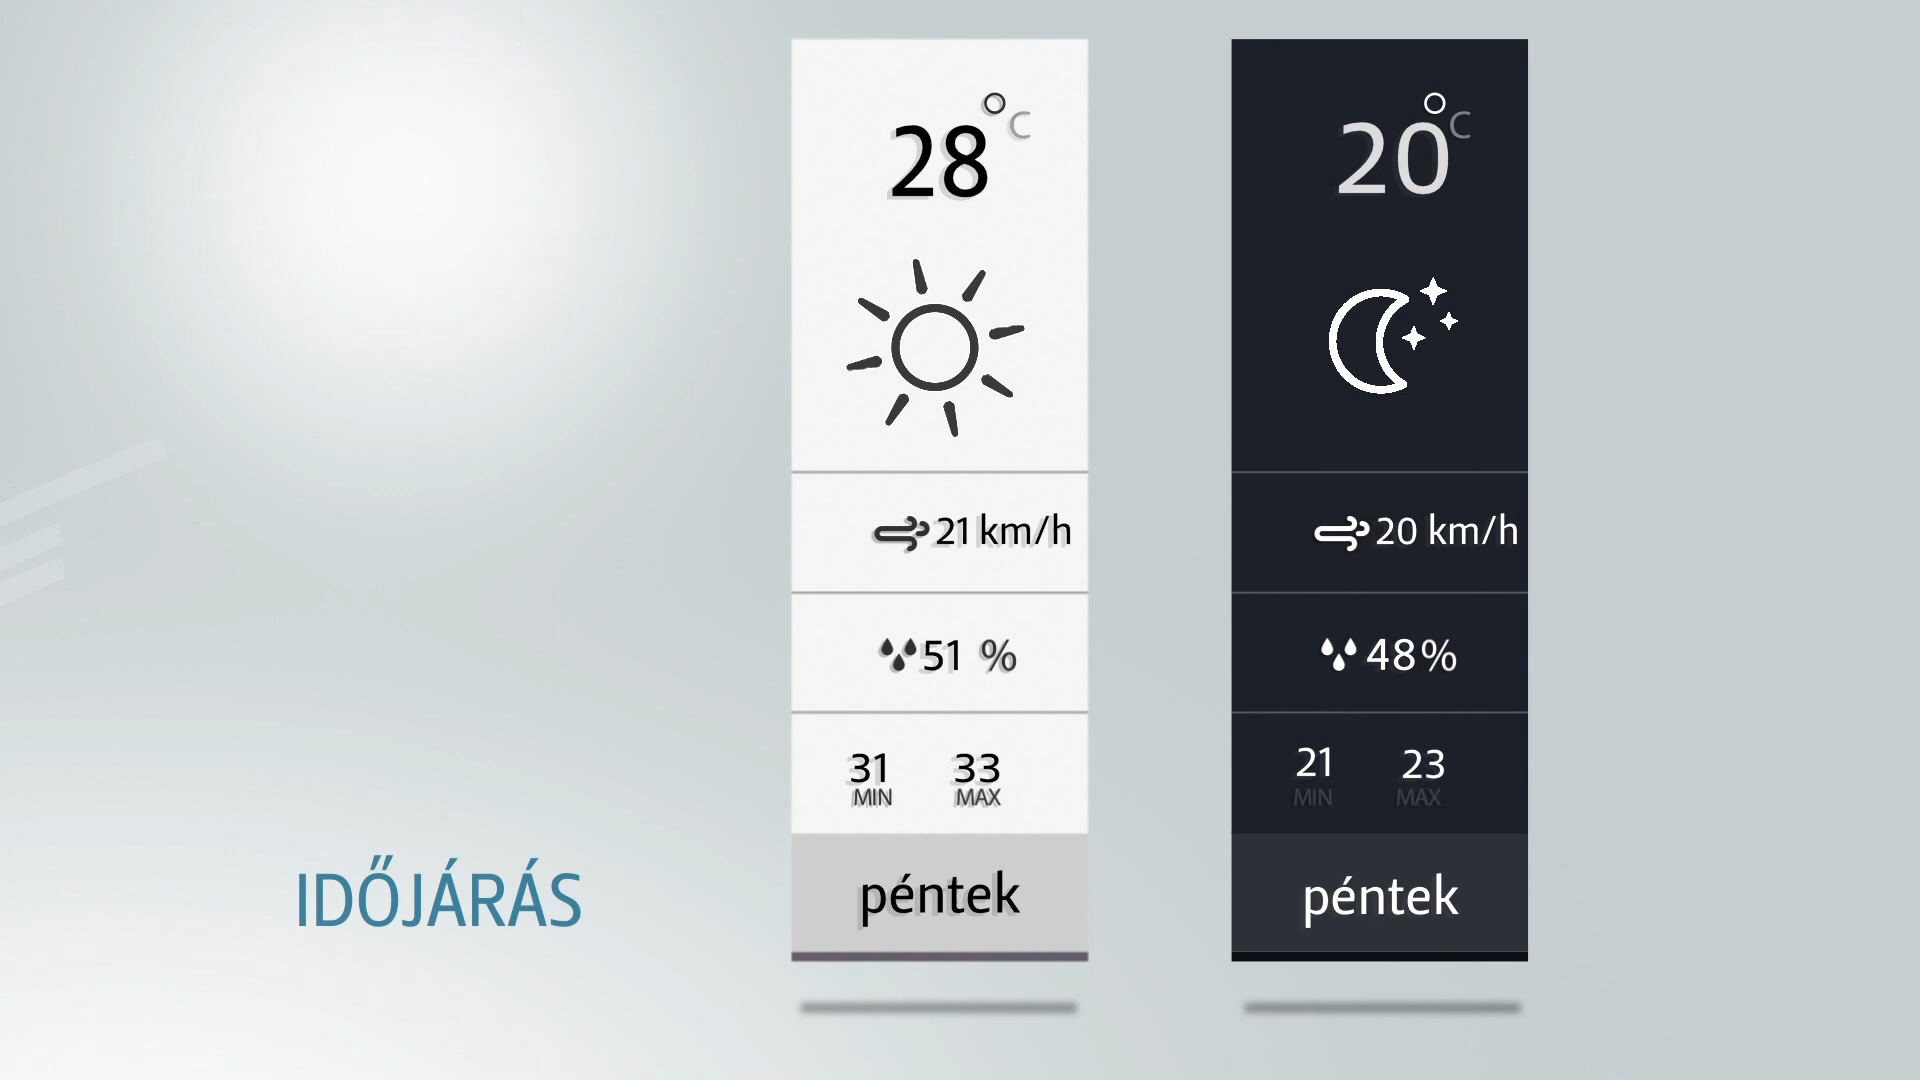 28 °C
21 km/h
51 %
31 33
MIN MAX
péntek
20 °C
20 km/h
48%
21 23
MIN MAX
péntek
IDŐJÁRÁS